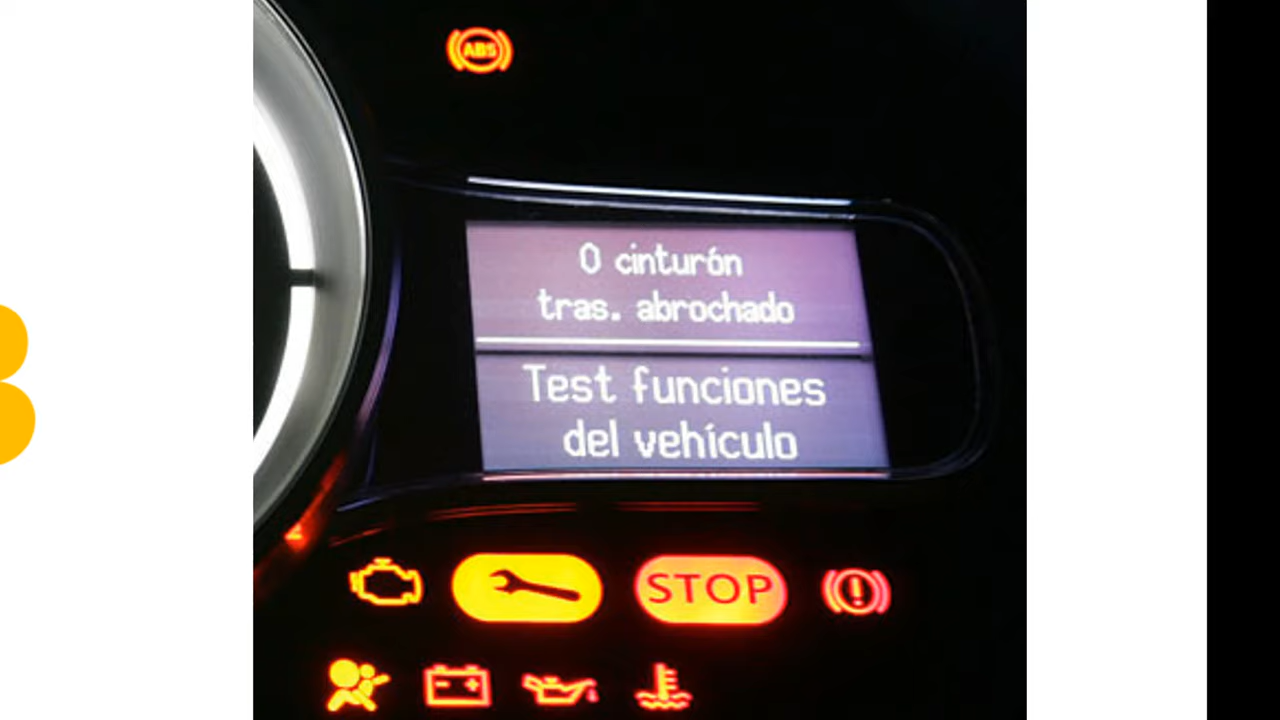 ABS
0 cinturón
tras. abrochado
Test funciones
del vehículo
STOP